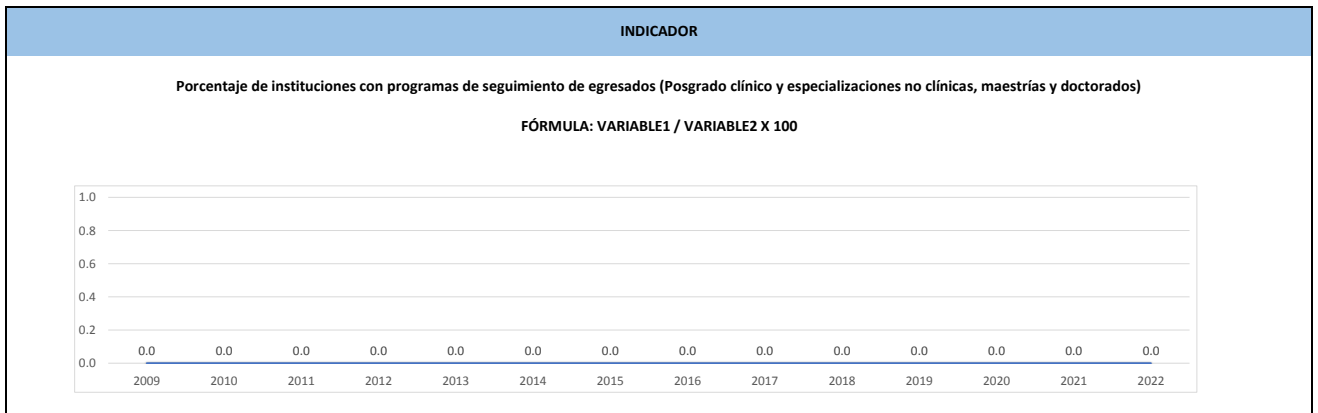 INDICADOR
Porcentaje de instituciones con programas de seguimiento de egresados (Posgrado clínico y especializaciones no clínicas, maestrías y doctorados)
FÓRMULA: VARIABLE1 / VARIABLE2 X 100
1.0
0.8
0.6
0.4
0.2
0.0
0.0 0.0 0.0 0.0 0.0 0.0 0.0 0.0 0.0 0.0 0.0 0.0 0.0 0.0
2009 2010 2011 2012 2013 2014 2015 2016 2017 2018 2019 2020 2021 2022